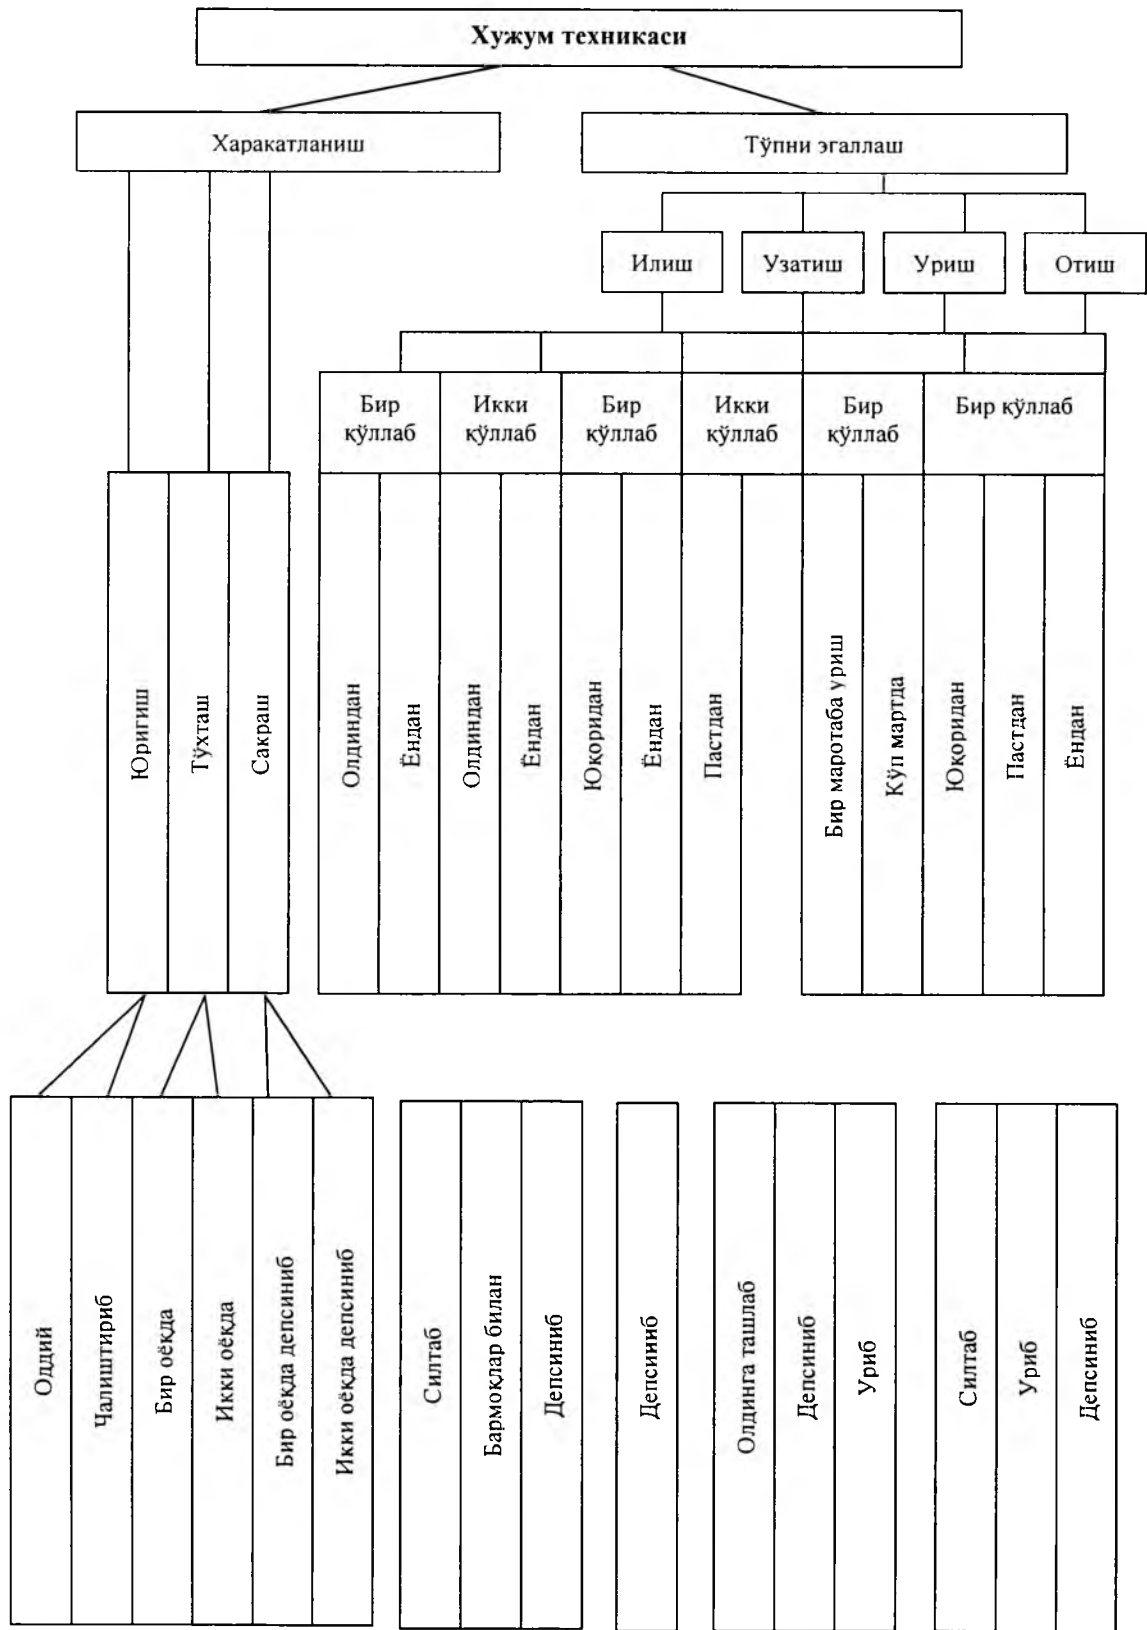 Хужум техникаси
Харакатланиш
Тўпни эгаллаш
Илиш
Узатиш
Уриш
Отиш
Бир
қўллаб
Икки
қўллаб
Бир
қўллаб
Икки
қўллаб
Бир
қўллаб
Бир қўллаб
Юригиш
Тўхташ
Сакраш
Олдиндан
Ёндан
Олдиндан
Ёндан
Юқоридан
Ёндан
Пастдан
Бир маротаба уриш
Кўп мартда
Юқоридан
Пастдан
Ёндан
Оддий
Чалиштириб
Бир оёқда
Икки оёқда
Бир оёқда депсиниб
Икки оёқда депсиниб
Силтаб
Бармоқлар билан
Депсиниб
Депсиниб
Олдинга ташлаб
Депсиниб
Уриб
Силтаб
Уриб
Депсиниб